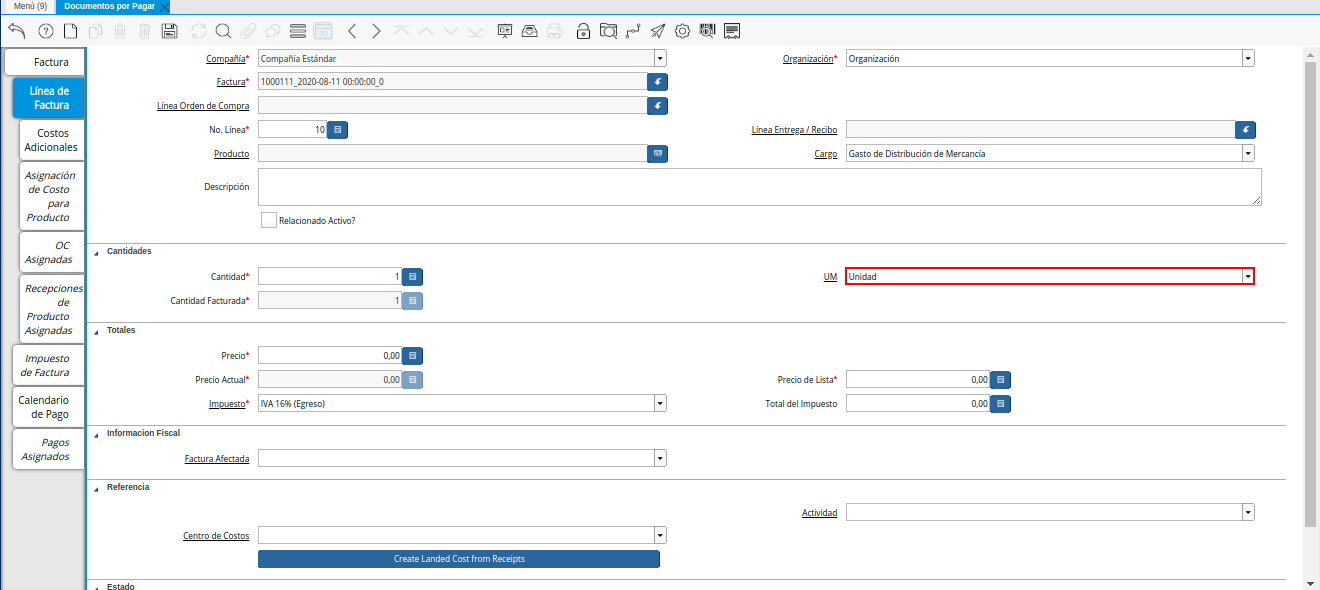 Menú (9) Documentos por Pagar
Factura
Línea de
Factura
Costos
Adicionales
Asignación
de Costo
para
Producto
OC
Asignadas
Recepciones
de
Producto
Asignadas
Impuesto
de Factura
Calendario
de Pago
Pagos
Asignados
Compañía* Compañía Estándar Organización* Organización
Factura* 1000111_2020-08-11 00:00:00_0
Línea Orden de Compra
No. Línea* 10 Línea Entrega / Recibo
Producto Cargo Gasto de Distribución de Mercancía
Descripción
Relacionado Activo?
Cantidades
Cantidad* 1 UM Unidad
Cantidad Facturada* 1
Totales
Precio* 0,00
Precio Actual* 0,00 Precio de Lista* 0,00
Impuesto* IVA 16% (Egreso) Total del Impuesto 0,00
Informacion Fiscal
Factura Afectada
Referencia
Actividad
Centro de Costos
Create Landed Cost from Receipts
Estado